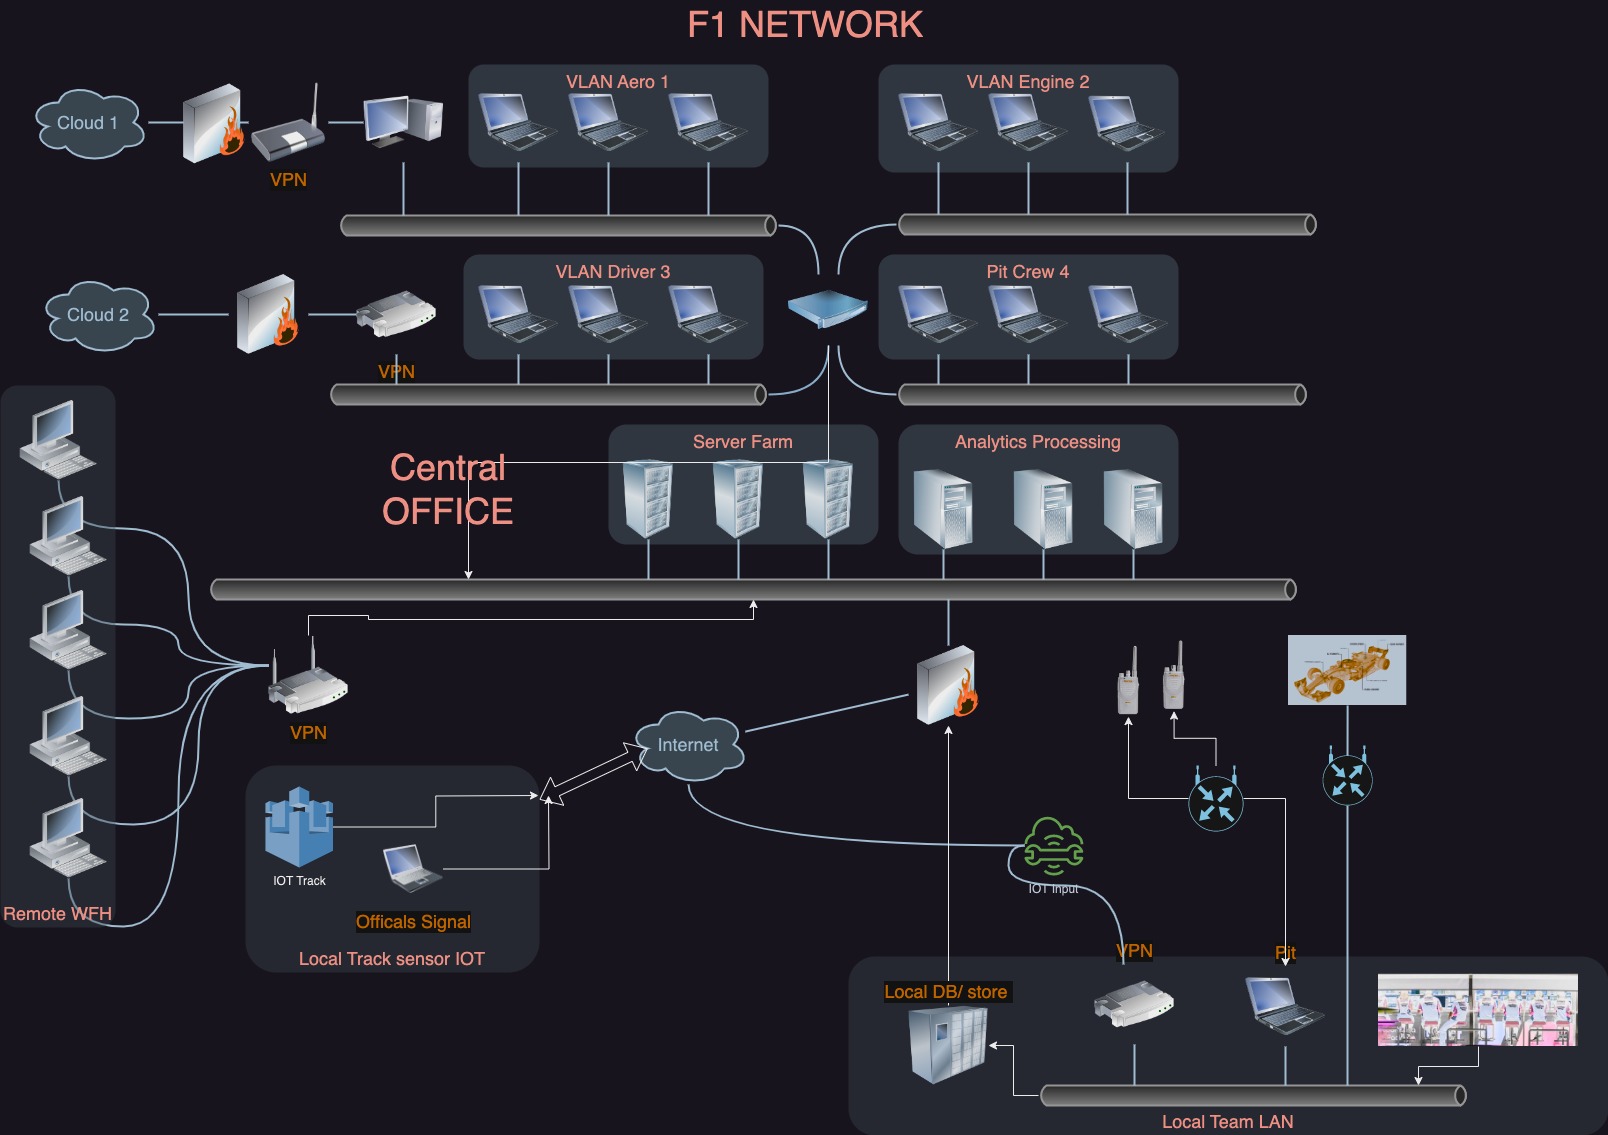 F1 NETWORK
VLAN Aero 1
VLAN Engine 2
Cloud 1
VPN
VLAN Driver 3
Pit Crew 4
Cloud 2
VPN
Server Farm
Analytics Processing
Central
OFFICE
VPN
Internet
IOT Track
IOT Input
Remote WFH
Officals Signal
Local Track sensor IOT
VPN
Pit
Local DB/ store
Local Team LAN